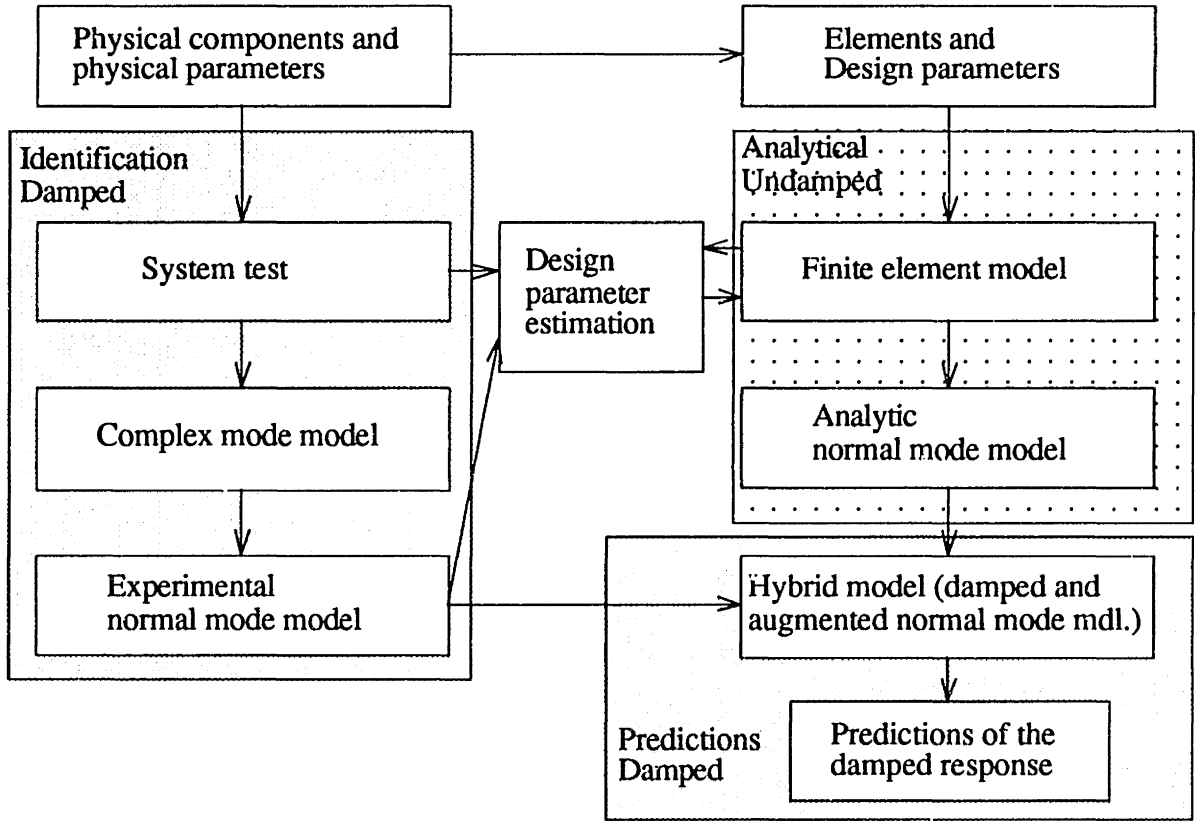 Physical components and
physical parameters
Elements and
Design parameters
Identification
Damped
Analytical
Undamped
System test
Design
parameter
estimation
Finite element model
Complex mode model
Analytic
normal mode model
Experimental
normal mode model
Hybrid model (damped and
augmented normal mode mdl.)
Predictions
Damped
Predictions of the
damped response